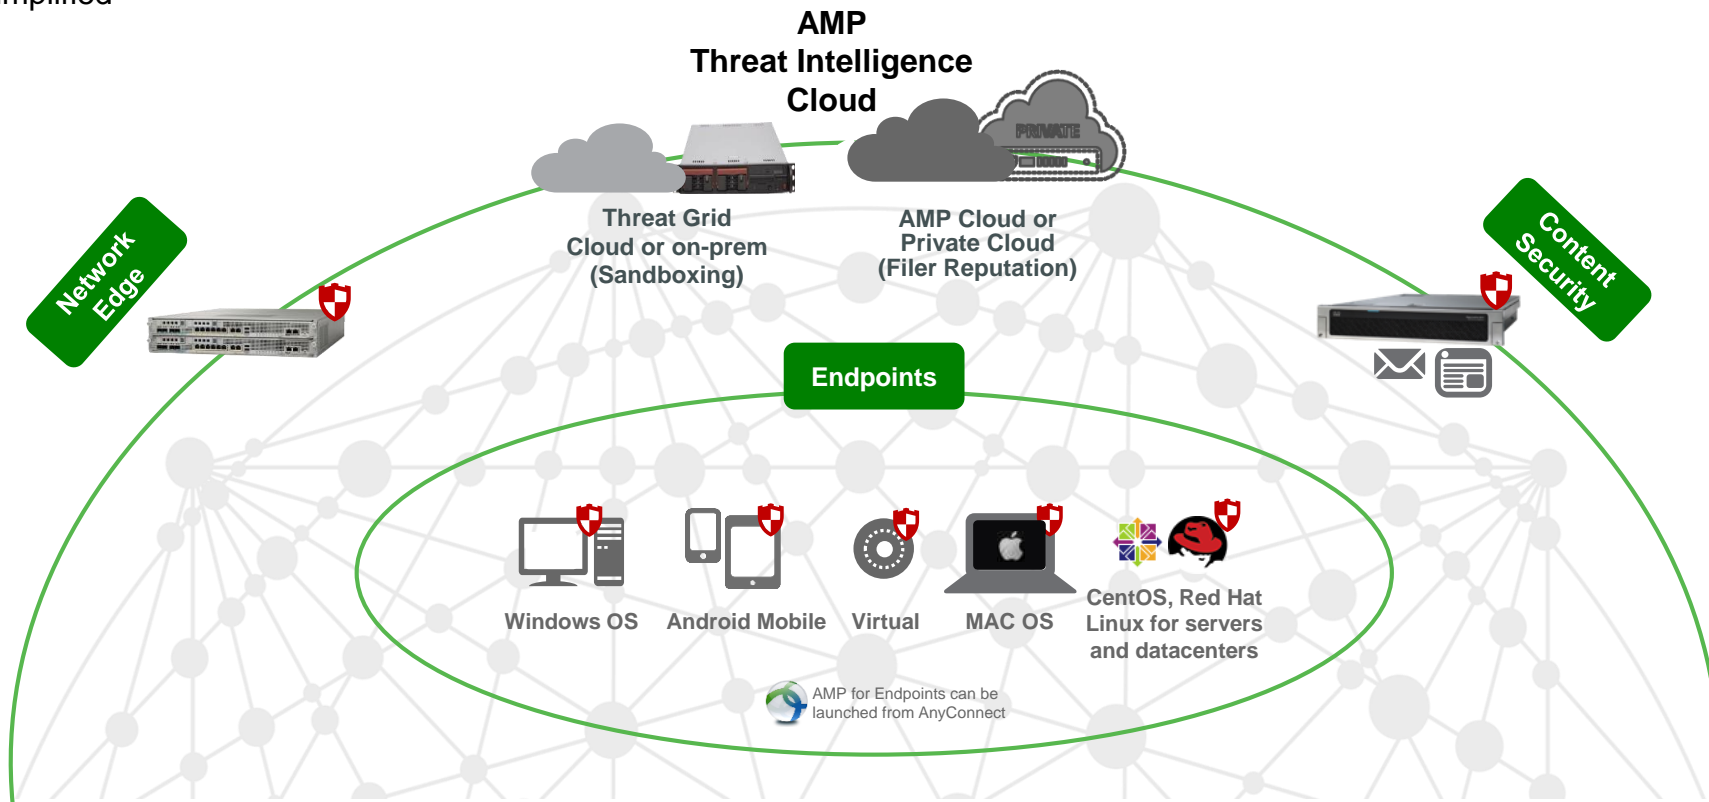 AMP
Threat Intelligence
Cloud
PRIVATE
Threat Grid
Cloud or on-prem
(Sandboxing)
AMP Cloud or
Private Cloud
(Filer Reputation)
Network
Edge
Content
Security
Endpoints
Windows OS
Android Mobile
Virtual
MAC OS
CentOS, Red Hat
Linux for servers
and datacenters
AMP for Endpoints can be
launched from AnyConnect